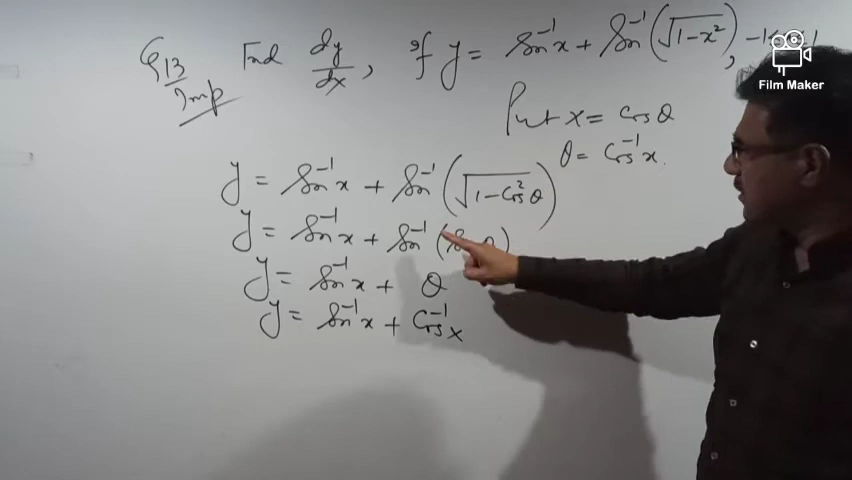 Q13 Find dy/dx, if y = Sin⁻¹x + Sin⁻¹(√1-x²), -1
Imp
Film Maker
Put x = Cos θ
θ = Cos⁻¹x.
y = Sin⁻¹x + Sin⁻¹(√1-Cos²θ)
y = Sin⁻¹x + Sin⁻¹(
y = Sin⁻¹x + θ
y = Sin⁻¹x + Cos⁻¹x